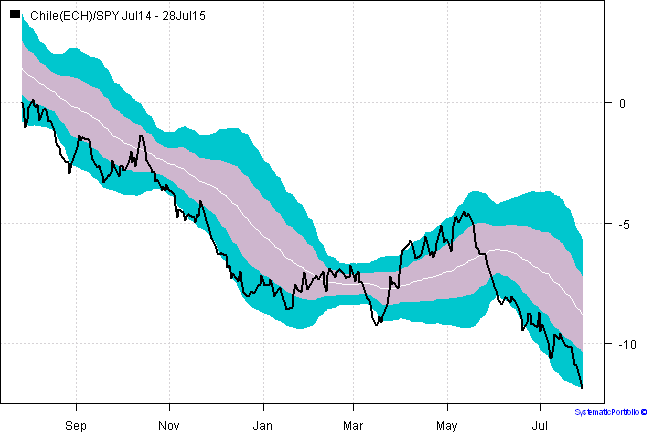 Chile(ECH)/SPY Jul14 - 28Jul15
0
-5
-10
Sep Nov Jan Mar May Jul
SystematicPortfolio ©